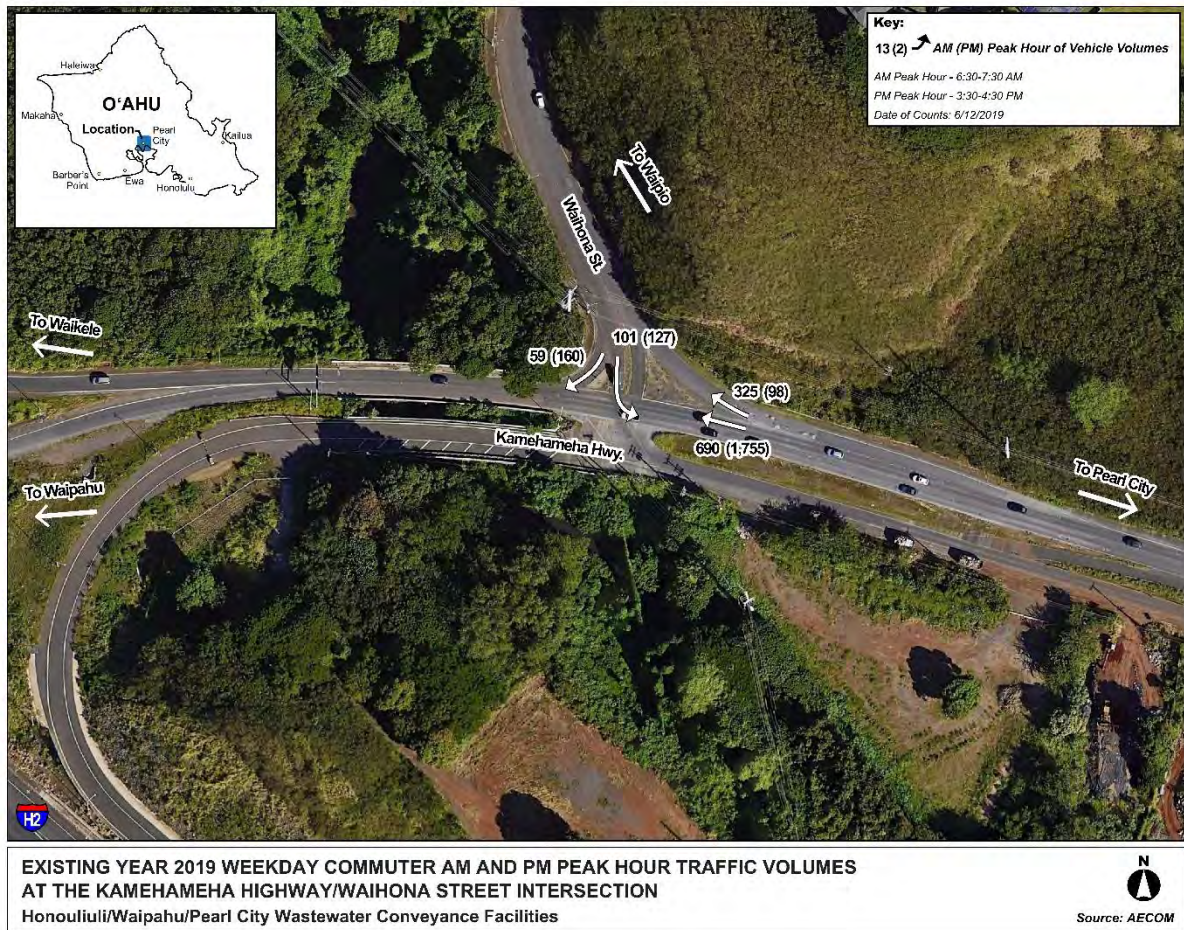 Haleiwa
O‘AHU
Makaha
Location
Pearl
City
Kailua
Barber's
Point
Ewa
Honolulu
Key:
13 (2) AM (PM) Peak Hour of Vehicle Volumes
AM Peak Hour - 6:30-7:30 AM
PM Peak Hour - 3:30-4:30 PM
Date of Counts: 6/12/2019
To Waipio
Waihona St.
To Waikele
59 (160)
101 (127)
325 (98)
690 (1,755)
Kamehameha Hwy.
To Waipahu
To Pearl City
H2
EXISTING YEAR 2019 WEEKDAY COMMUTER AM AND PM PEAK HOUR TRAFFIC VOLUMES
AT THE KAMEHAMEHA HIGHWAY/WAIHONA STREET INTERSECTION
Honouliuli/Waipahu/Pearl City Wastewater Conveyance Facilities
N
Source: AECOM